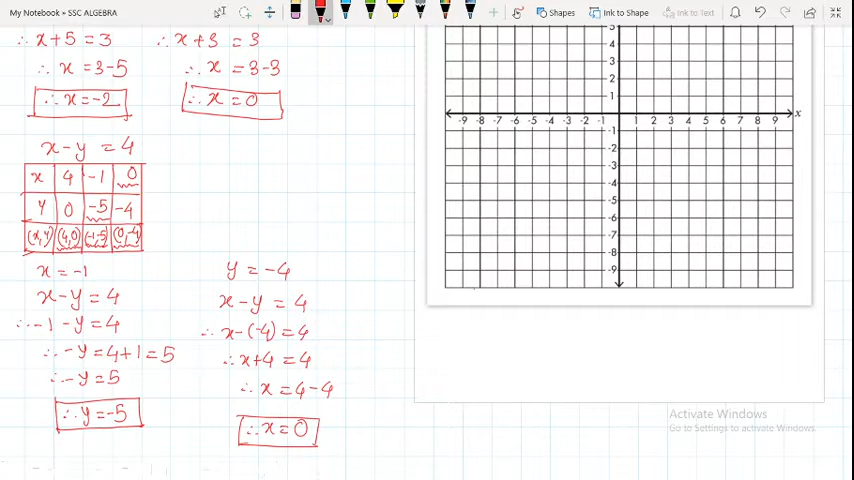 My Notebook » SSC ALGEBRA
Shapes
Ink to Shape
Ink to Text
∴ x + 5 = 3
∴ x = 3-5
∴ x = -2
∴ x + 3 = 3
∴ x = 3-3
∴ x = 0
x - y = 4
x 4 -1 0
y 0 -5 -4
(x,y) (4,0) (-1,-5) (0,-4)
x = -1
x - y = 4
∴ -1 - y = 4
∴ -y = 4+1 = 5
∴ -y = 5
∴ y = -5
y = -4
x - y = 4
∴ x - (-4) = 4
∴ x + 4 = 4
∴ x = 4-4
∴ x = 0
5
4
3
2
1
-9 -8 -7 -6 -5 -4 -3 -2 -1 1 2 3 4 5 6 7 8 9 x
-1
-2
-3
-4
-5
-6
-7
-8
-9
Activate Windows
Go to Settings to activate Windows.